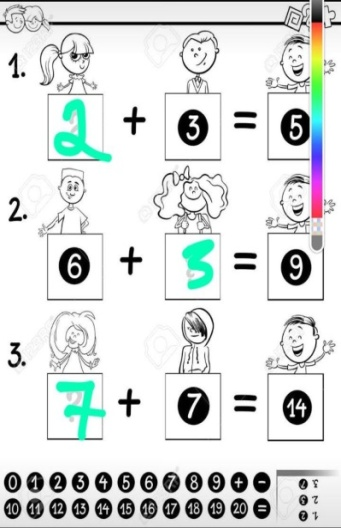 1. 2 + 3 = 5
2. 6 + 3 = 9
3. 7 + 7 = 14
0 1 2 3 4 5 6 7 8 9 + -
10 11 12 13 14 15 16 17 18 19 20 =